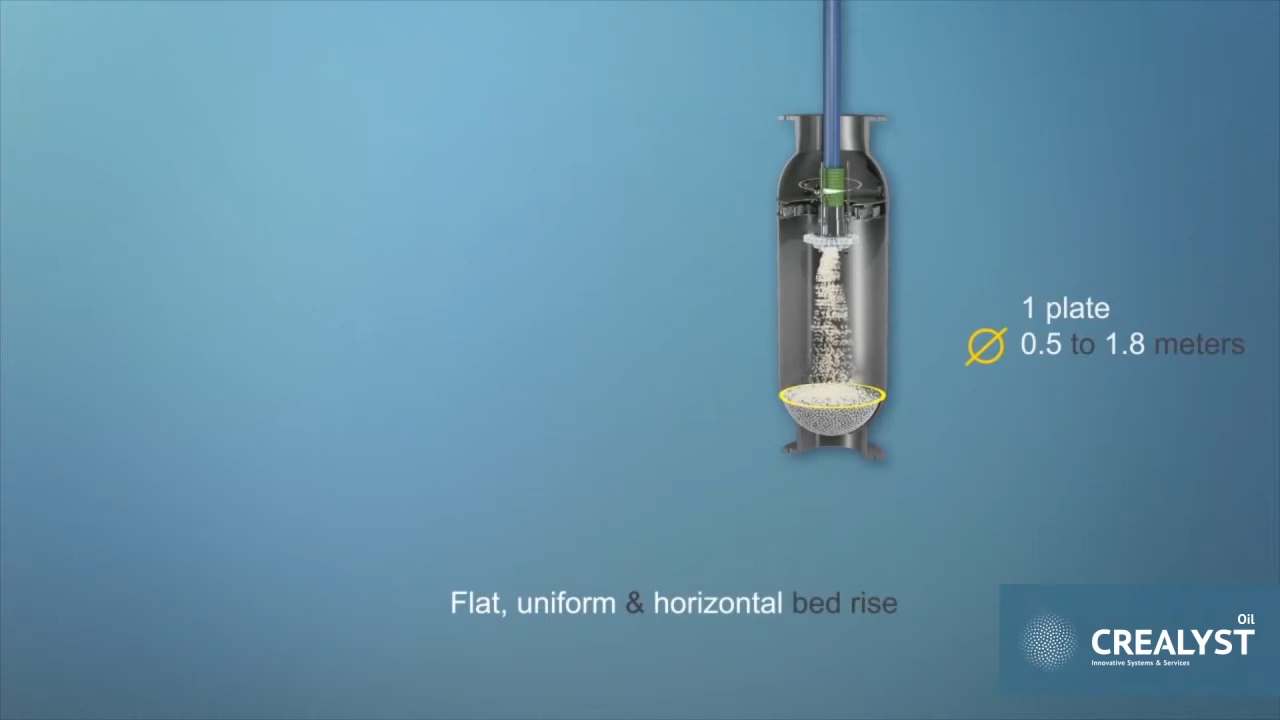 1 plate
0.5 to 1.8 meters
Flat, uniform & horizontal bed rise
Oil
CREALYST
Innovative Systems & Services